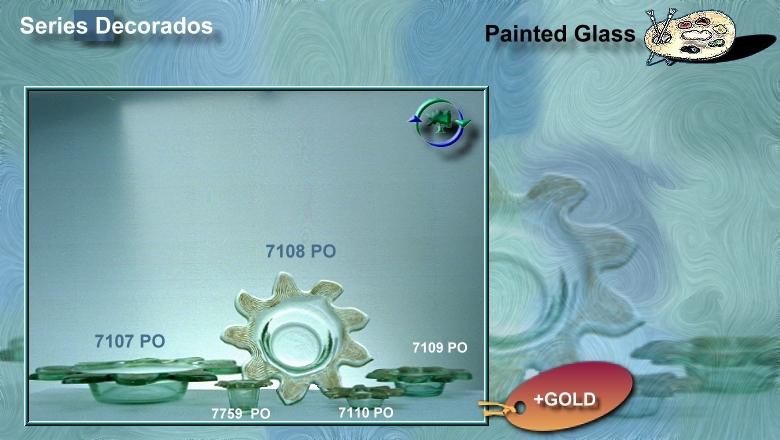 Series Decorados
Painted Glass
7108 PO
7107 PO
7109 PO
7759 PO
7110 PO
+GOLD